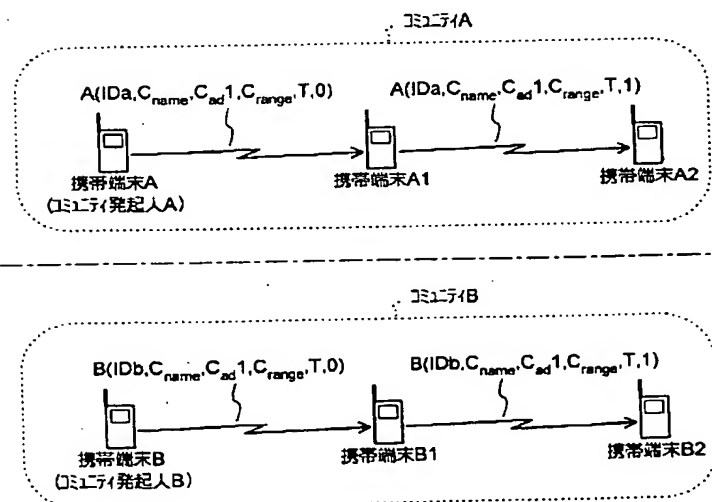 コミュニティA
A(IDa,Cname,Cad1,Crange,T,0) A(IDa,Cname,Cad1,Crange,T,1)
携帯端末A 携帯端末A1 携帯端末A2
(コミュニティ発起人A)
コミュニティB
B(IDb,Cname,Cad1,Crange,T,0) B(IDb,Cname,Cad1,Crange,T,1)
携帯端末B 携帯端末B1 携帯端末B2
(コミュニティ発起人B)